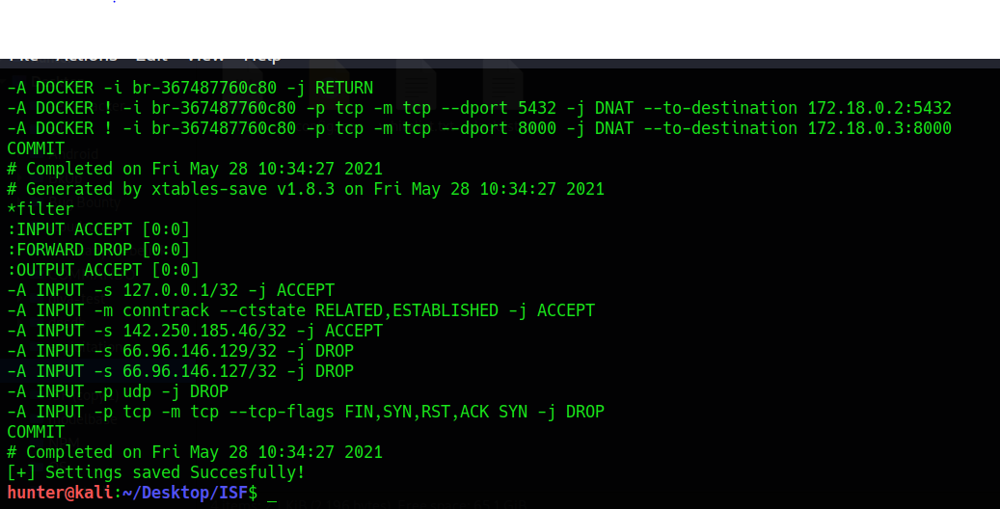 File Actions Edit View Help
-A DOCKER -i br-367487760c80 -j RETURN
-A DOCKER ! -i br-367487760c80 -p tcp -m tcp --dport 5432 -j DNAT --to-destination 172.18.0.2:5432
-A DOCKER ! -i br-367487760c80 -p tcp -m tcp --dport 8000 -j DNAT --to-destination 172.18.0.3:8000
COMMIT
# Completed on Fri May 28 10:34:27 2021
# Generated by xtables-save v1.8.3 on Fri May 28 10:34:27 2021
*filter
:INPUT ACCEPT [0:0]
:FORWARD DROP [0:0]
:OUTPUT ACCEPT [0:0]
-A INPUT -s 127.0.0.1/32 -j ACCEPT
-A INPUT -m conntrack --ctstate RELATED,ESTABLISHED -j ACCEPT
-A INPUT -s 142.250.185.46/32 -j ACCEPT
-A INPUT -s 66.96.146.129/32 -j DROP
-A INPUT -s 66.96.146.127/32 -j DROP
-A INPUT -p udp -j DROP
-A INPUT -p tcp -m tcp --tcp-flags FIN,SYN,RST,ACK SYN -j DROP
COMMIT
# Completed on Fri May 28 10:34:27 2021
[+] Settings saved Succesfully!
hunter@kali:~/Desktop/ISF$ _